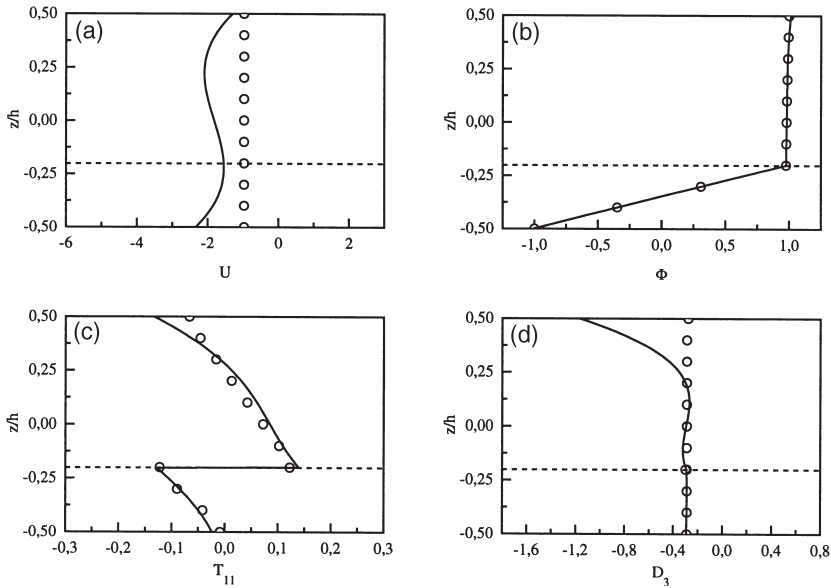 (a)
0,50
0,25
0,00
-0,25
-0,50
z/h
-6 -4 -2 0 2
U
(b)
0,50
0,25
0,00
-0,25
-0,50
z/h
-1,0 -0,5 0,0 0,5 1,0
Φ
(c)
0,50
0,25
0,00
-0,25
-0,50
z/h
-0,3 -0,2 -0,1 0,0 0,1 0,2 0,3
T11
(d)
0,50
0,25
0,00
-0,25
-0,50
z/h
-1,6 -1,2 -0,8 -0,4 0,0 0,4 0,8
D3